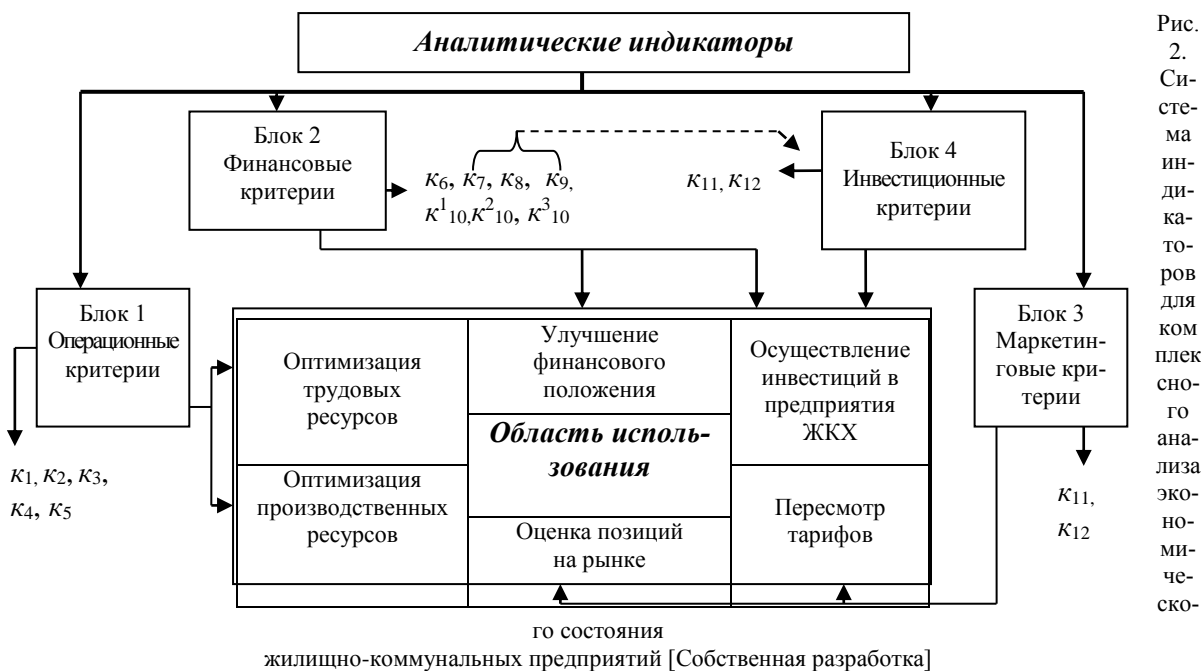 Аналитические индикаторы
Блок 2
Финансовые
критерии
к6, к7, к8, к9,
к¹10,к²10, к³10
к11, к12
Блок 4
Инвестиционные
критерии
Блок 1
Операционные
критерии
к1, к2, к3,
к4, к5
Оптимизация
трудовых
ресурсов
Оптимизация
производственных
ресурсов
Улучшение
финансового
положения
Область исполь-
зования
Оценка позиций
на рынке
Осуществление
инвестиций в
предприятия
ЖКХ
Пересмотр
тарифов
Блок 3
Маркетин-
говые кри-
терии
к11,
к12
Рис.
2.
Си-
сте-
ма
ин-
ди-
ка-
то-
ров
для
ком
плек
сно-
го
ана-
лиза
эко-
но-
ми-
че-
ско-
го состояния
жилищно-коммунальных предприятий [Собственная разработка]